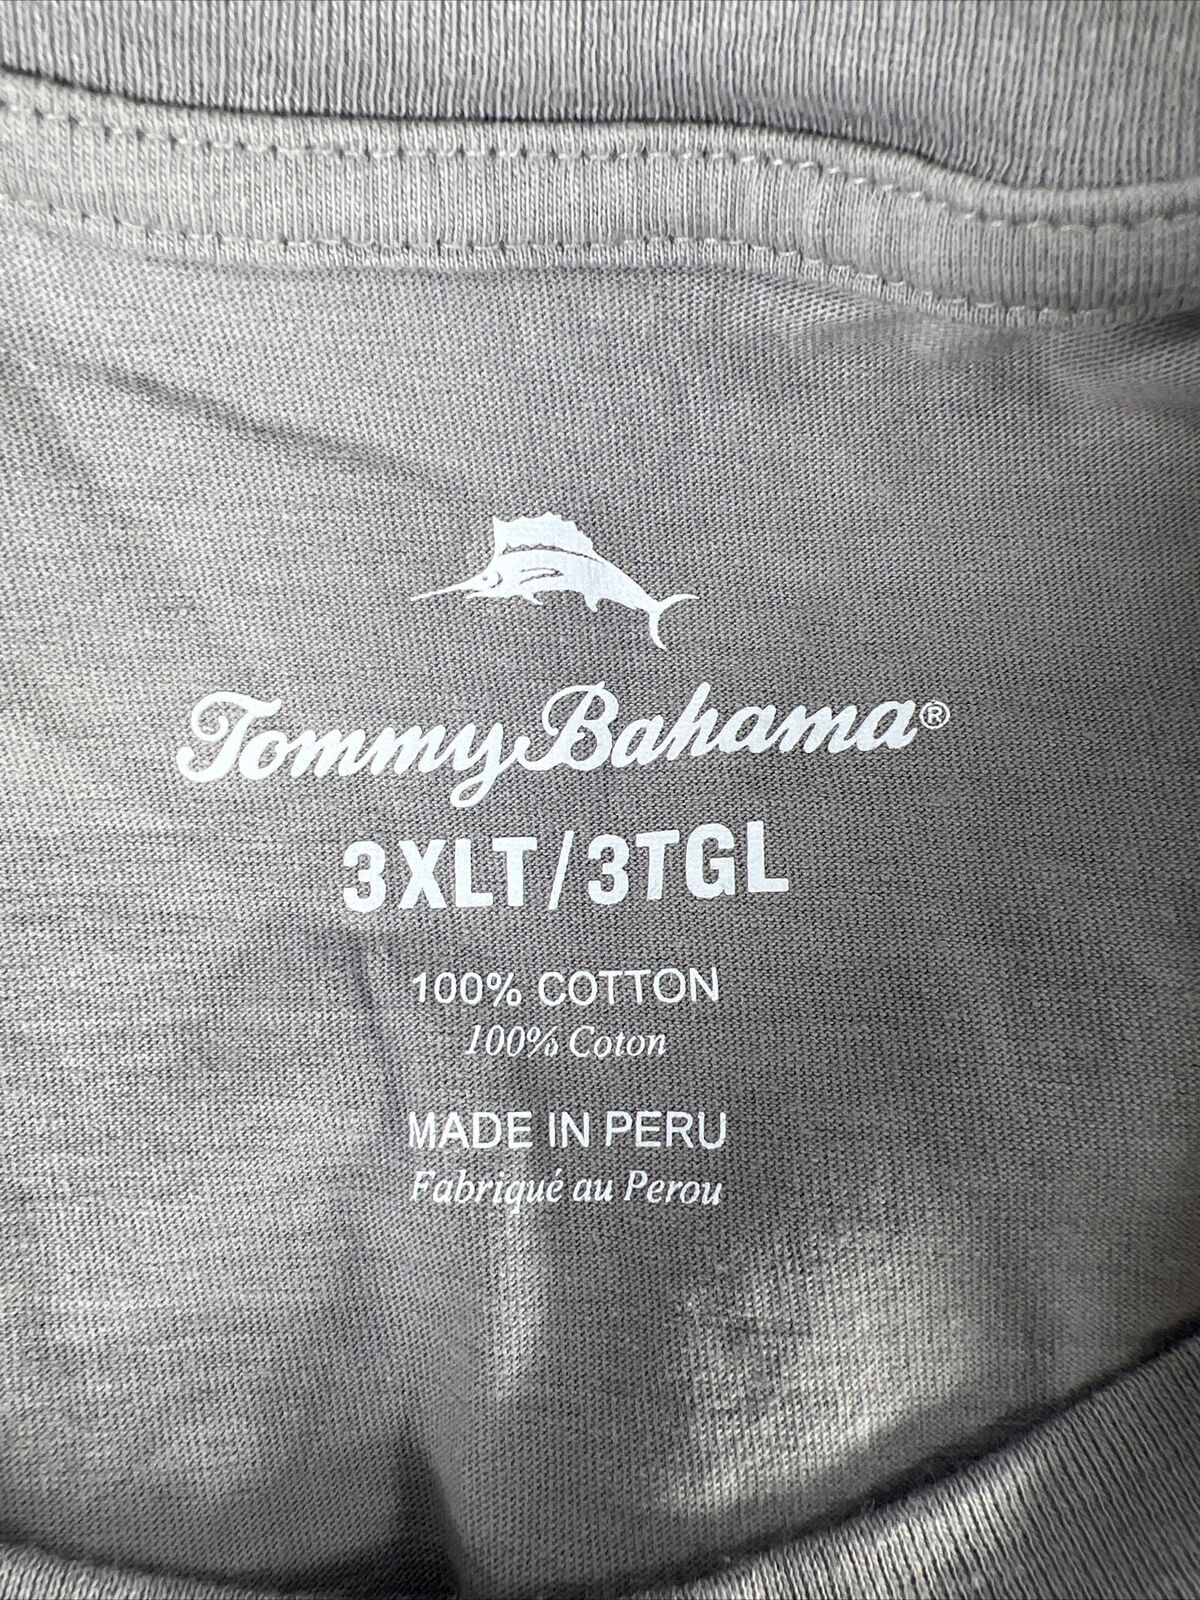 Tommy Bahama®
3XLT/3TGL
100% COTTON
100% Coton
MADE IN PERU
Fabriqué au Perou